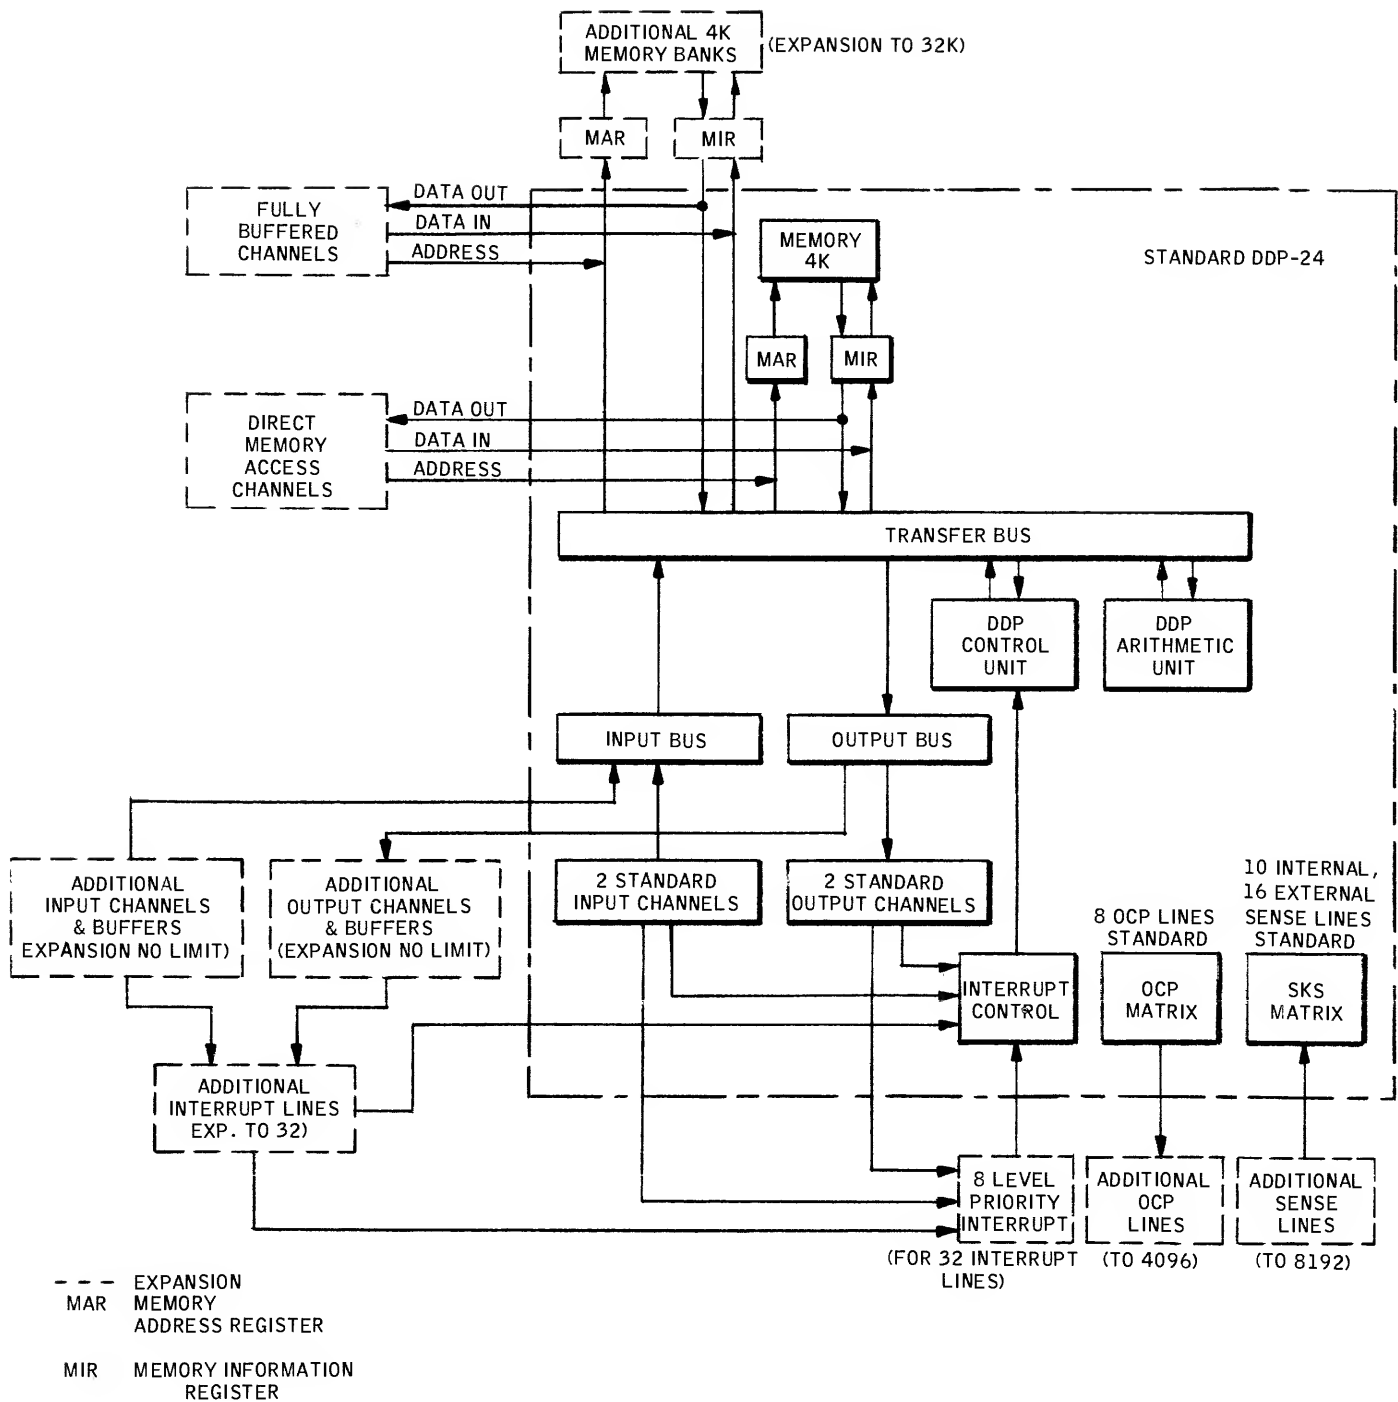 ADDITIONAL 4K
MEMORY BANKS
(EXPANSION TO 32K)
MAR
MIR
FULLY
BUFFERED
CHANNELS
DATA OUT
DATA IN
ADDRESS
MEMORY
4K
STANDARD DDP-24
MAR
MIR
DIRECT
MEMORY
ACCESS
CHANNELS
DATA OUT
DATA IN
ADDRESS
TRANSFER BUS
DDP
CONTROL
UNIT
DDP
ARITHMETIC
UNIT
INPUT BUS
OUTPUT BUS
ADDITIONAL
INPUT CHANNELS
& BUFFERS
EXPANSION NO LIMIT)
ADDITIONAL
OUTPUT CHANNELS
& BUFFERS
(EXPANSION NO LIMIT)
2 STANDARD
INPUT CHANNELS
2 STANDARD
OUTPUT CHANNELS
10 INTERNAL,
16 EXTERNAL
SENSE LINES
STANDARD
8 OCP LINES
STANDARD
INTERRUPT
CONTROL
OCP
MATRIX
SKS
MATRIX
ADDITIONAL
INTERRUPT LINES
EXP. TO 32)
8 LEVEL
PRIORITY
INTERRUPT
(FOR 32 INTERRUPT
LINES)
ADDITIONAL
OCP
LINES
(TO 4096)
ADDITIONAL
SENSE
LINES
(TO 8192)
--- EXPANSION
MAR MEMORY
ADDRESS REGISTER
MIR MEMORY INFORMATION
REGISTER